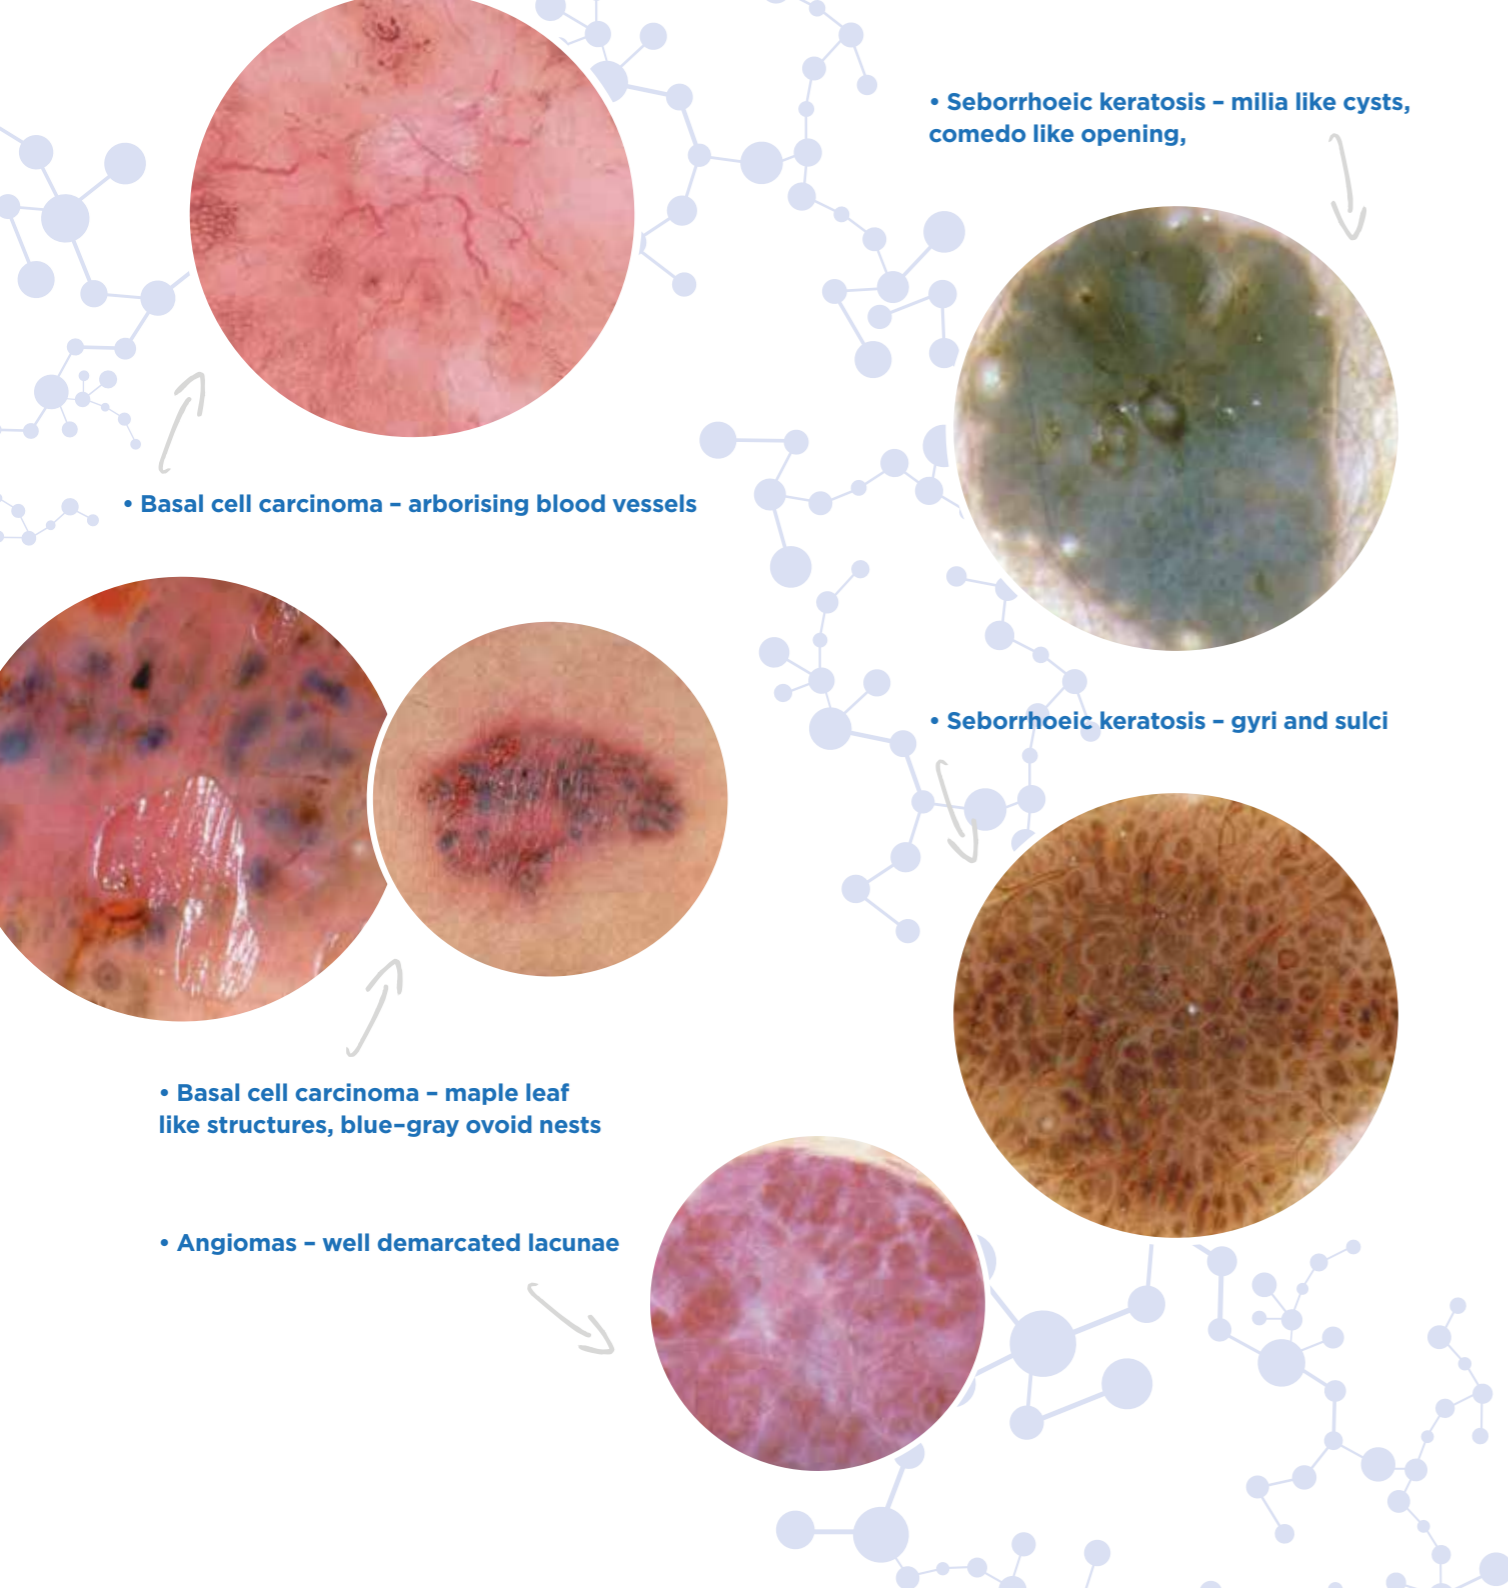 • Seborrhoeic keratosis – milia like cysts,
comedo like opening,
• Basal cell carcinoma – arborising blood vessels
• Seborrhoeic keratosis – gyri and sulci
• Basal cell carcinoma – maple leaf
like structures, blue–gray ovoid nests
• Angiomas – well demarcated lacunae